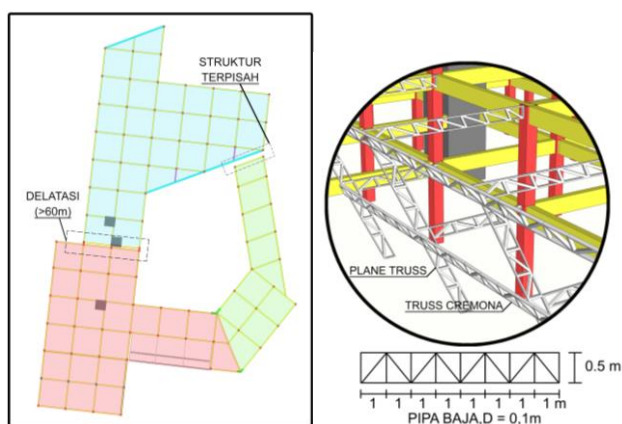 STRUKTUR
TERPISAH
DELATASI
(>60m)
PLANE TRUSS
TRUSS CREMONA
0.5 m
1 1 1 1 1 1 1 1 m
PIPA BAJA,D = 0,1m